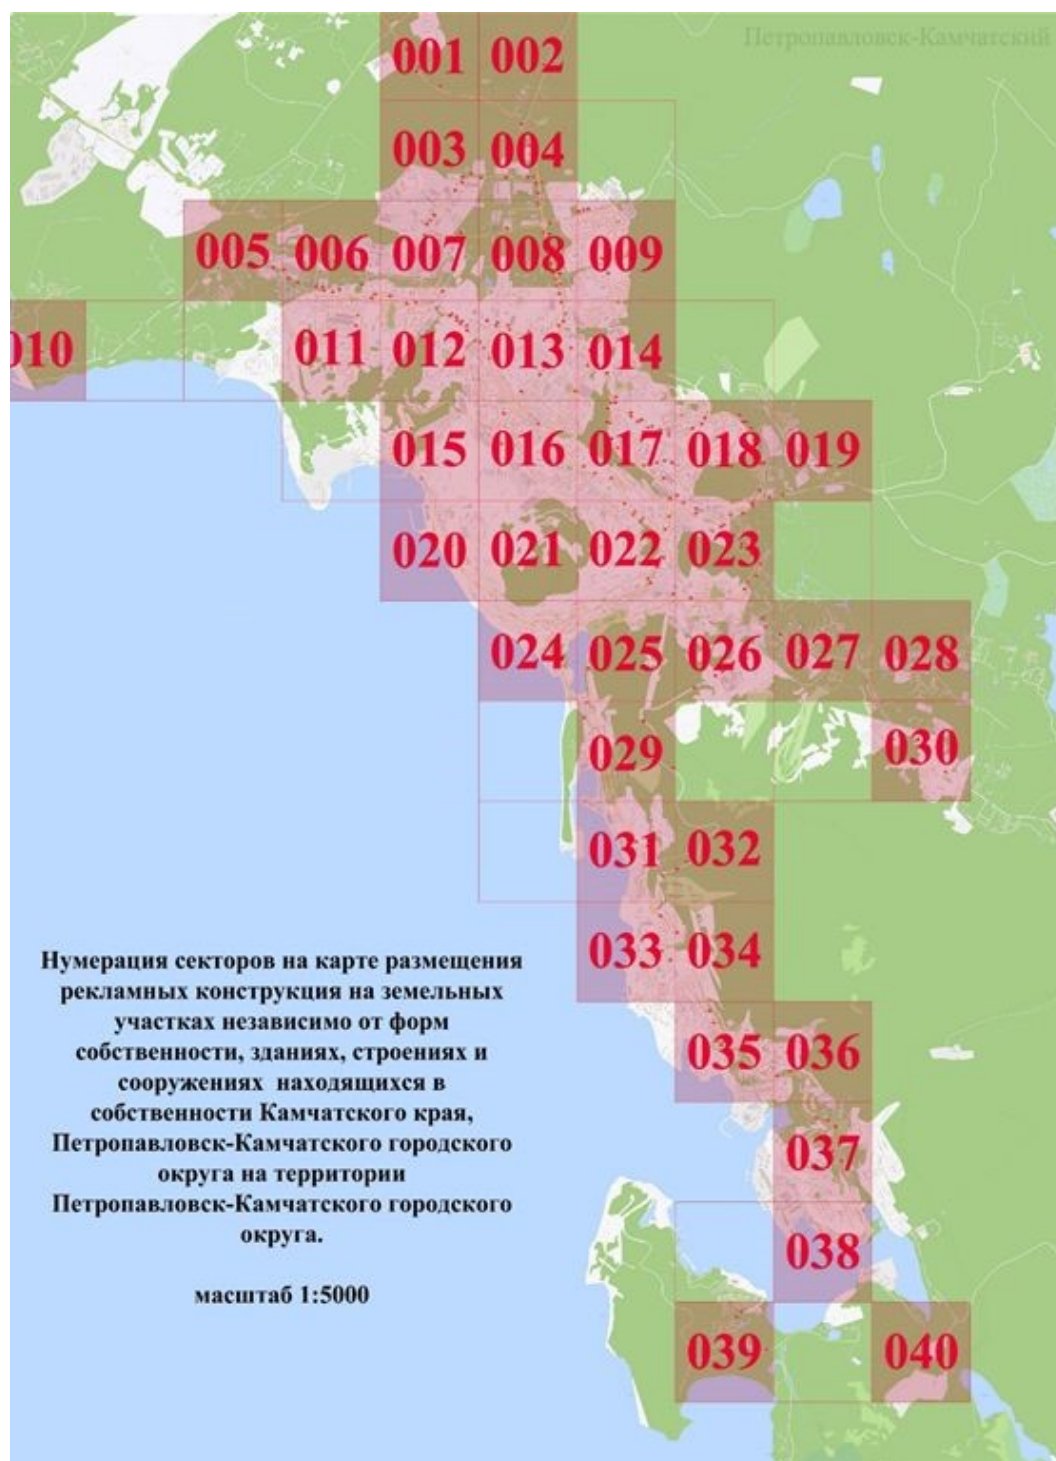 Петропавловск-Камчатский
001 002
003 004
005 006 007 008 009
010 011 012 013 014
015 016 017 018 019
020 021 022 023
024 025 026 027 028
029 030
031 032
033 034
035 036
037
038
039 040
Нумерация секторов на карте размещения
рекламных конструкция на земельных
участках независимо от форм
собственности, зданиях, строениях и
сооружениях находящихся в
собственности Камчатского края,
Петропавловск-Камчатского городского
округа на территории
Петропавловск-Камчатского городского
округа.
масштаб 1:5000